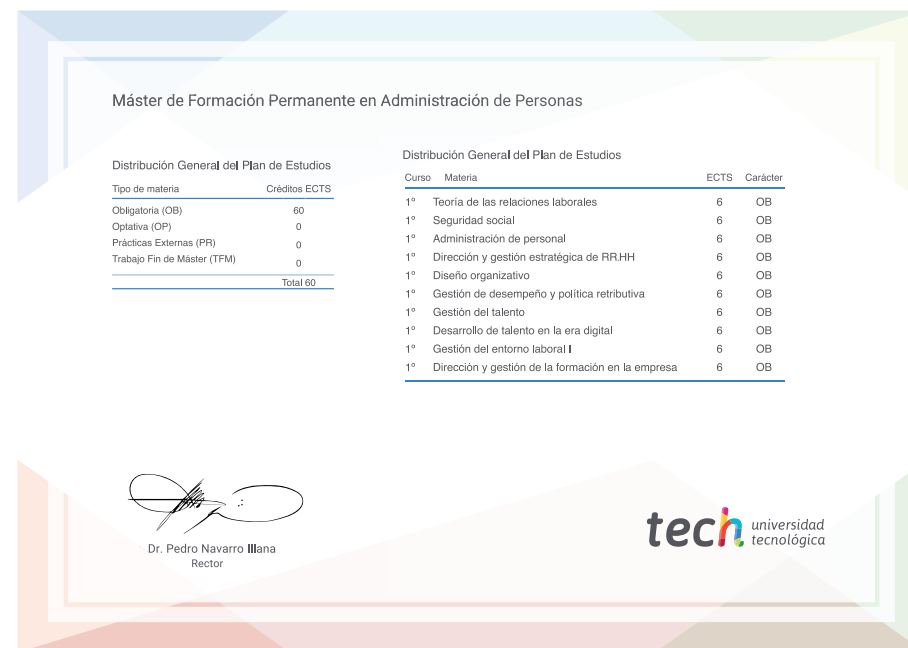 Máster de Formación Permanente en Administración de Personas
Distribución General del Plan de Estudios
Tipo de materia Créditos ECTS
Obligatoria (OB) 60
Optativa (OP) 0
Prácticas Externas (PR) 0
Trabajo Fin de Máster (TFM) 0
Total 60
Distribución General del Plan de Estudios
Curso Materia ECTS Carácter
1º Teoría de las relaciones laborales 6 OB
1º Seguridad social 6 OB
1º Administración de personal 6 OB
1º Dirección y gestión estratégica de RR.HH 6 OB
1º Diseño organizativo 6 OB
1º Gestión de desempeño y política retributiva 6 OB
1º Gestión del talento 6 OB
1º Desarrollo de talento en la era digital 6 OB
1º Gestión del entorno laboral I 6 OB
1º Dirección y gestión de la formación en la empresa 6 OB
Dr. Pedro Navarro Illana
Rector
tech universidad
tecnológica